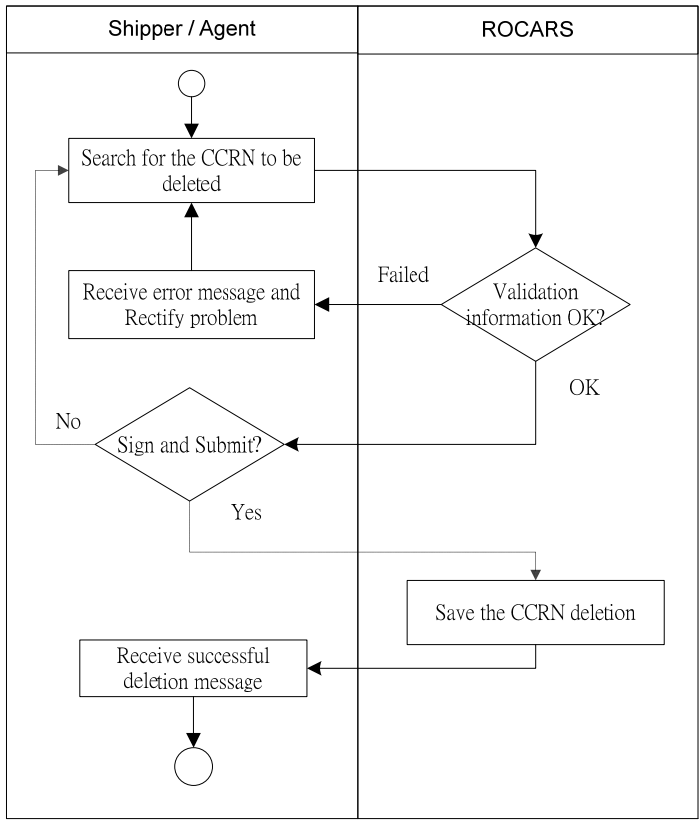 Shipper / Agent
ROCARS
Search for the CCRN to be
deleted
Failed
Validation
information OK?
Receive error message and
Rectify problem
OK
No
Sign and Submit?
Yes
Save the CCRN deletion
Receive successful
deletion message